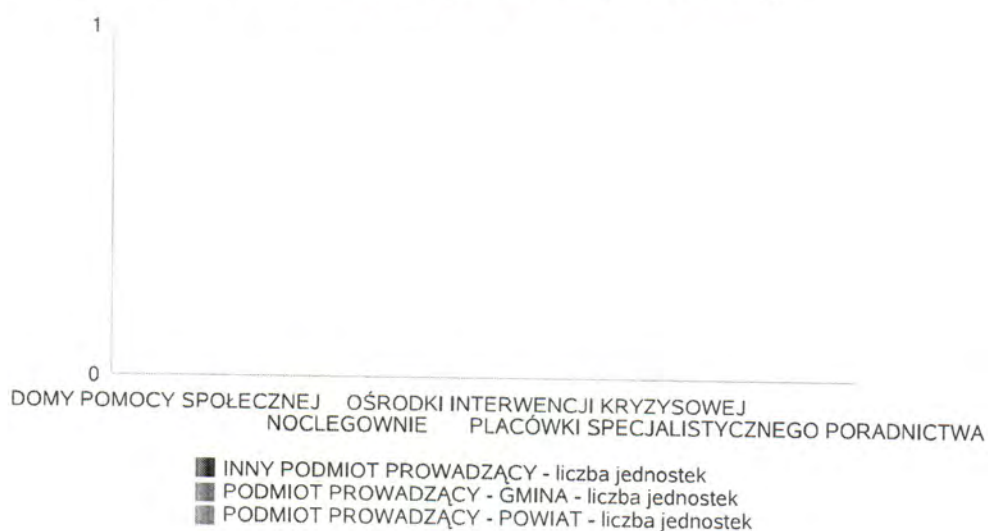 1
0
DOMY POMOCY SPOŁECZNEJ OŚRODKI INTERWENCJI KRYZYSOWEJ
NOCLEGOWNIE PLACÓWKI SPECJALISTYCZNEGO PORADNICTWA
INNY PODMIOT PROWADZĄCY - liczba jednostek
PODMIOT PROWADZĄCY - GMINA - liczba jednostek
PODMIOT PROWADZĄCY - POWIAT - liczba jednostek